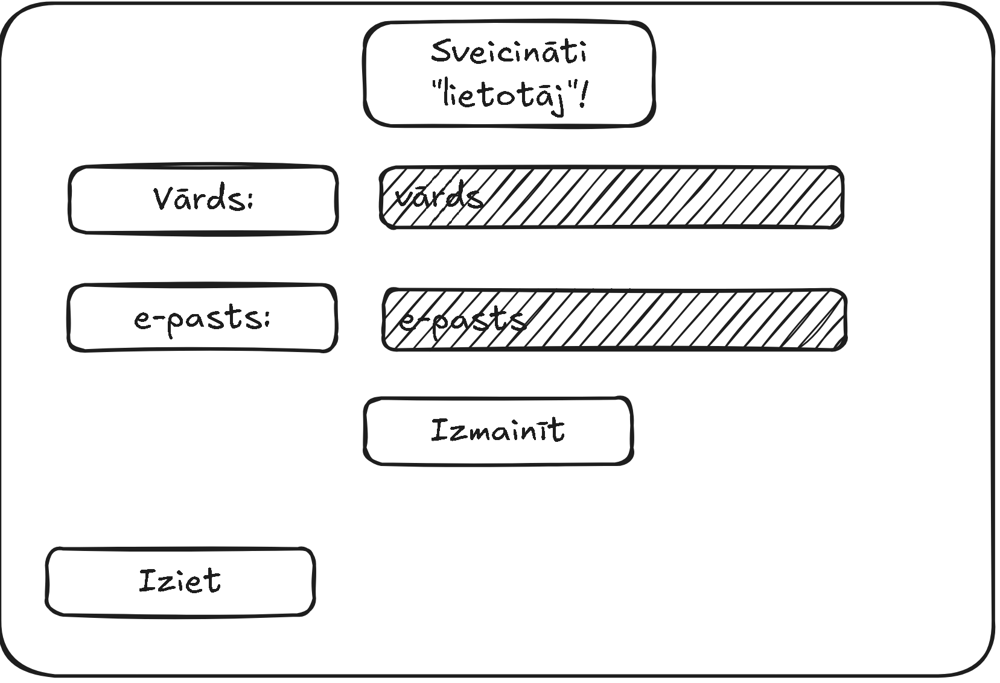 Sveicināti
"lietotāj"!
Vārds:
vārds
e-pasts:
e-pasts
Izmainīt
Iziet